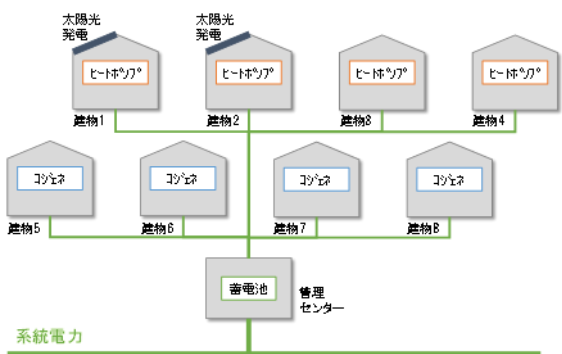 太陽光
発電
太陽光
発電
ﾋｰﾄﾎﾟﾝﾌﾟ
ﾋｰﾄﾎﾟﾝﾌﾟ
ﾋｰﾄﾎﾟﾝﾌﾟ
ﾋｰﾄﾎﾟﾝﾌﾟ
建物1
建物2
建物3
建物4
ｺｼﾞｪﾈ
ｺｼﾞｪﾈ
ｺｼﾞｪﾈ
ｺｼﾞｪﾈ
建物5
建物6
建物7
建物8
蓄電池
管理
センター
系統電力